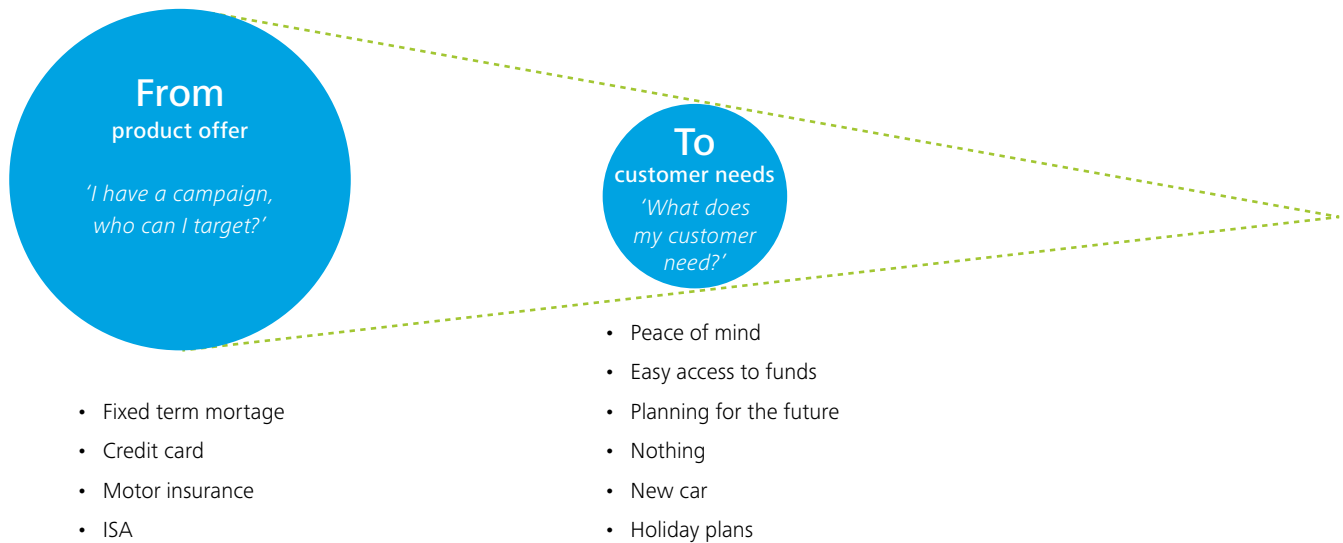 From
product offer
‘I have a campaign,
who can I target?’
• Fixed term mortage
• Credit card
• Motor insurance
• ISA
To
customer needs
‘What does
my customer
need?’
• Peace of mind
• Easy access to funds
• Planning for the future
• Nothing
• New car
• Holiday plans